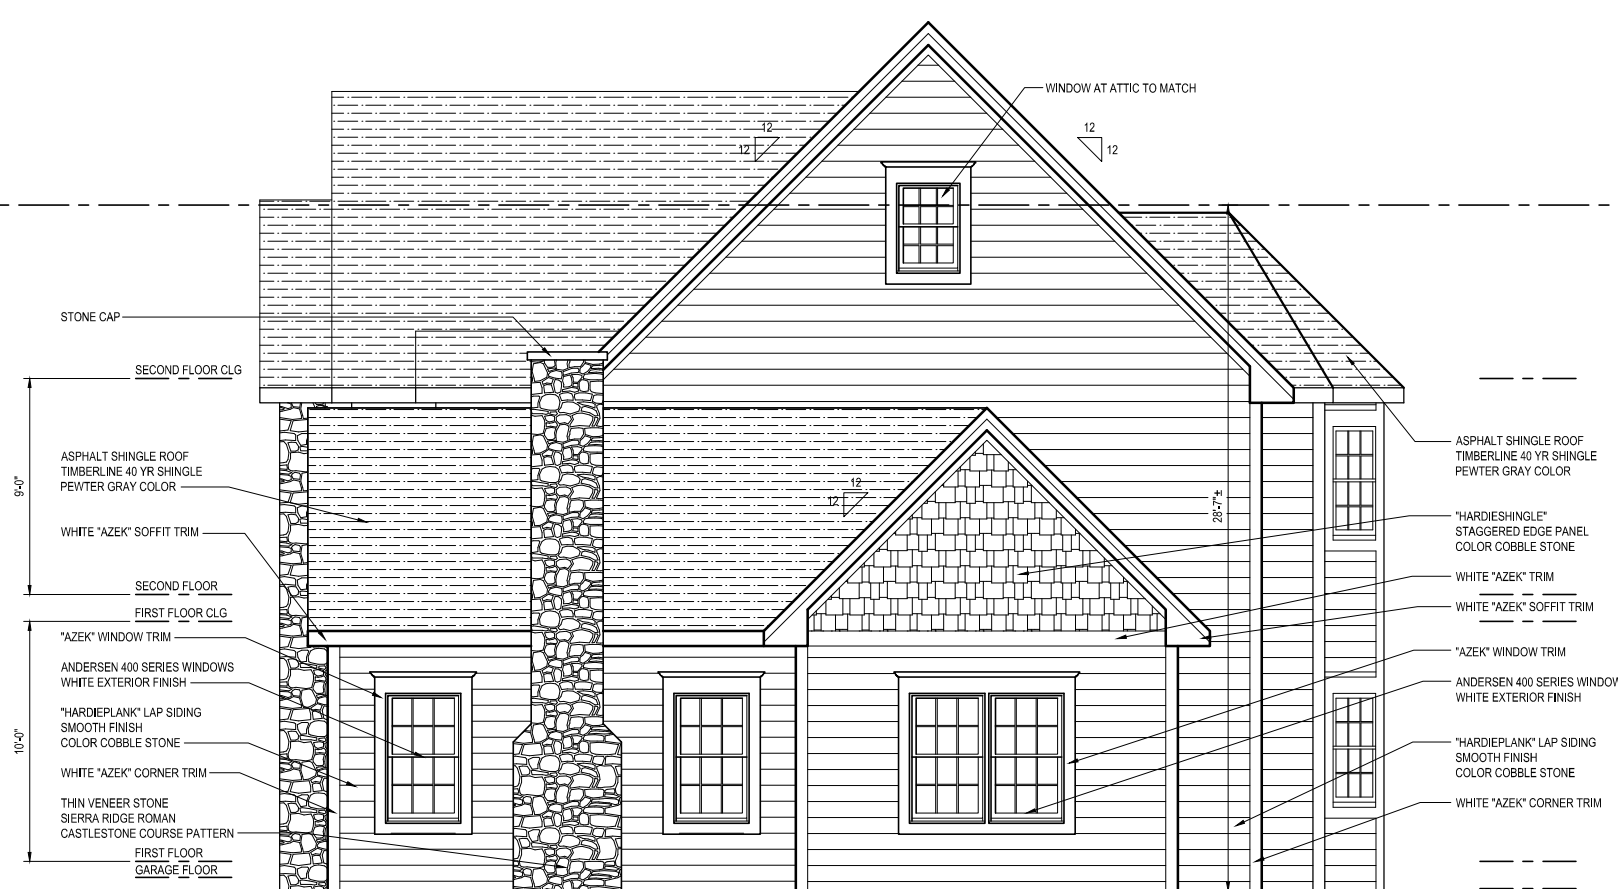 WINDOW AT ATTIC TO MATCH
12
12
12
12
STONE CAP
SECOND FLOOR CLG
ASPHALT SHINGLE ROOF
TIMBERLINE 40 YR SHINGLE
PEWTER GRAY COLOR
9'-0"
WHITE "AZEK" SOFFIT TRIM
SECOND FLOOR
FIRST FLOOR CLG
"AZEK" WINDOW TRIM
ANDERSEN 400 SERIES WINDOWS
WHITE EXTERIOR FINISH
"HARDIEPLANK" LAP SIDING
SMOOTH FINISH
COLOR COBBLE STONE
10'-0"
WHITE "AZEK" CORNER TRIM
THIN VENEER STONE
SIERRA RIDGE ROMAN
CASTLESTONE COURSE PATTERN
FIRST FLOOR
GARAGE FLOOR
12
12
28'-7"±
ASPHALT SHINGLE ROOF
TIMBERLINE 40 YR SHINGLE
PEWTER GRAY COLOR
"HARDIESHINGLE"
STAGGERED EDGE PANEL
COLOR COBBLE STONE
WHITE "AZEK" TRIM
WHITE "AZEK" SOFFIT TRIM
"AZEK" WINDOW TRIM
ANDERSEN 400 SERIES WINDOW
WHITE EXTERIOR FINISH
"HARDIEPLANK" LAP SIDING
SMOOTH FINISH
COLOR COBBLE STONE
WHITE "AZEK" CORNER TRIM